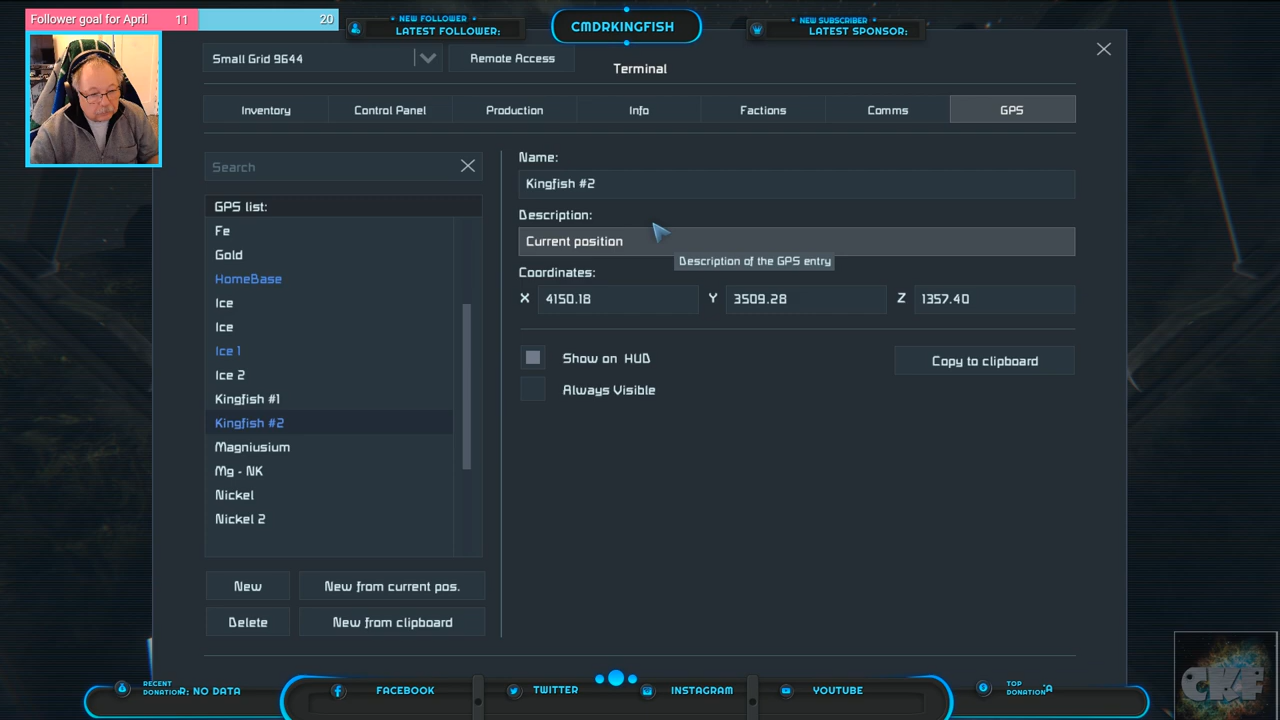 Follower goal for April 11 20
NEW FOLLOWER
LATEST FOLLOWER:
CMDRKINGFISH
NEW SUBSCRIBER
LATEST SPONSOR:
Small Grid 9644
Remote Access
Terminal
Inventory
Control Panel
Production
Info
Factions
Comms
GPS
Search
GPS list:
Fe
Gold
HomeBase
Ice
Ice
Ice 1
Ice 2
Kingfish #1
Kingfish #2
Magniusium
Mg - NK
Nickel
Nickel 2
New
New from current pos.
Delete
New from clipboard
Name:
Kingfish #2
Description:
Current position
Description of the GPS entry
Coordinates:
X 4150.18 Y 3509.28 Z 1357.40
Show on HUD
Copy to clipboard
Always Visible
RECENT
DONATION
R: NO DATA
FACEBOOK
TWITTER
INSTAGRAM
YOUTUBE
TOP
DONATION
CKF